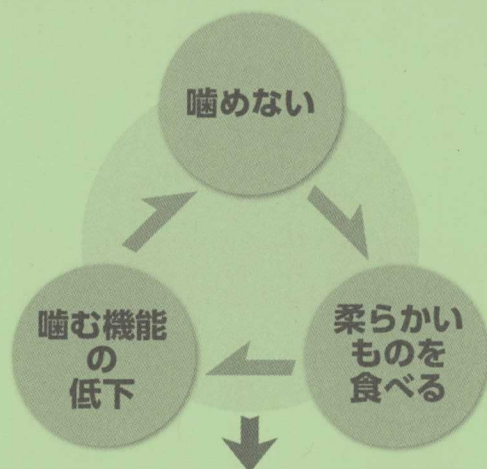 噛めない
柔らかい
ものを
食べる
噛む機能
の
低下